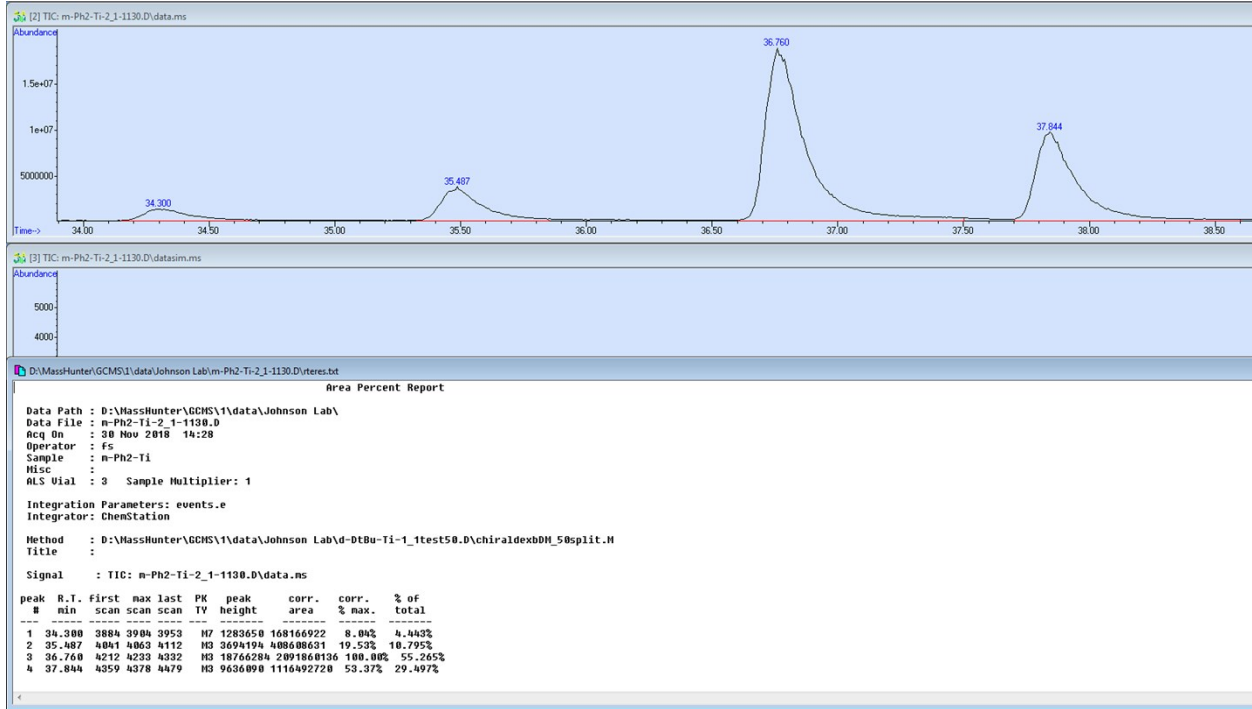 [2] TIC: m-Ph2-Ti-2_1-1130.D\data.ms
Abundance
36.760
1.5e+07
1e+07
37.844
5000000
35.487
34.300
Time-->
34.00 34.50 35.00 35.50 36.00 36.50 37.00 37.50 38.00 38.50
[3] TIC: m-Ph2-Ti-2_1-1130.D\datasim.ms
Abundance
5000
4000
D:\MassHunter\GCMS\1\data\Johnson Lab\m-Ph2-Ti-2_1-1130.D\rteres.txt
Area Percent Report
Data Path : D:\MassHunter\GCMS\1\data\Johnson Lab\
Data File : m-Ph2-Ti-2_1-1130.D
Acq On : 30 Nov 2018 14:28
Operator : fs
Sample : m-Ph2-Ti
Misc :
ALS Vial : 3 Sample Multiplier: 1
Integration Parameters: events.e
Integrator: ChemStation
Method : D:\MassHunter\GCMS\1\data\Johnson Lab\d-DtBu-Ti-1_1test50.D\chiraldexbDM_50split.M
Title :
Signal : TIC: m-Ph2-Ti-2_1-1130.D\data.ms
peak R.T. first max last PK peak corr. corr. % of
# min scan scan scan TY height area % max. total
--- ----- ----- ---- ---- --- ------- ------- ------ -------
1 34.300 3884 3904 3953 M7 1283650 168166922 8.04% 4.443%
2 35.487 4041 4063 4112 M3 3694194 408608631 19.53% 10.795%
3 36.760 4212 4233 4332 M3 18766284 2091860136 100.00% 55.265%
4 37.844 4359 4378 4479 M3 9636090 1116492720 53.37% 29.497%